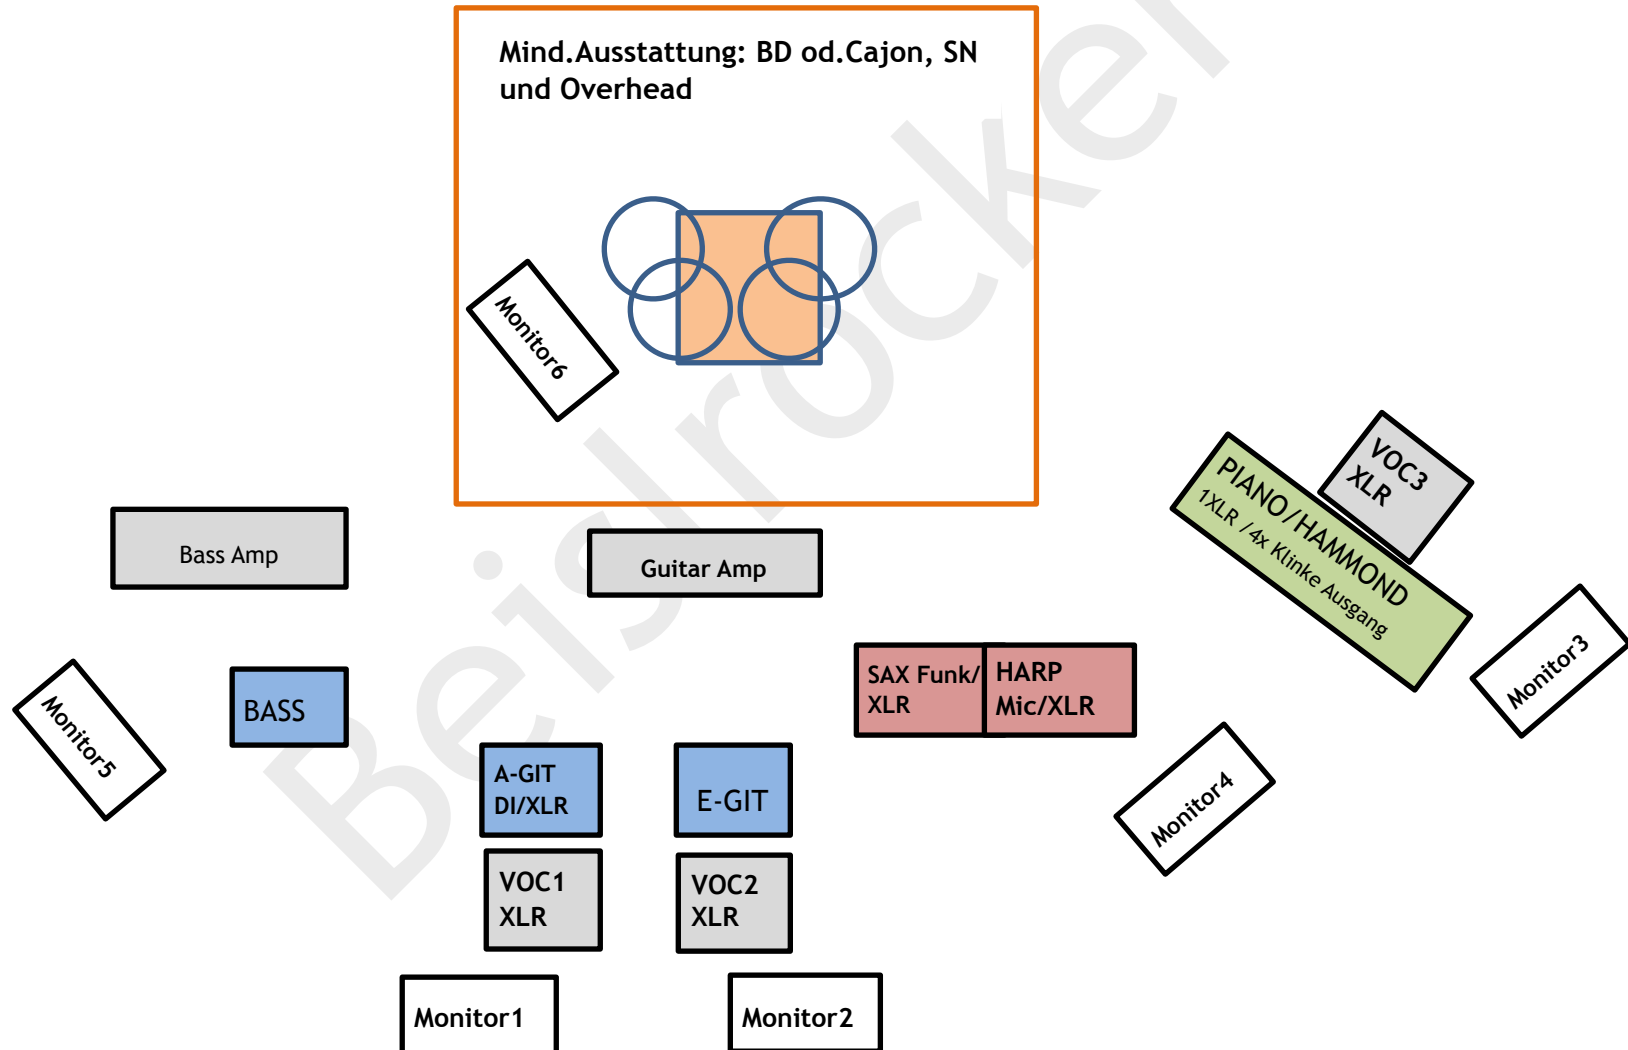 Mind.Ausstattung: BD od.Cajon, SN
und Overhead
Monitor6
Bass Amp
Guitar Amp
VOC3
XLR
PIANO/HAMMOND
1XLR /4x Klinke Ausgang
Monitor3
SAX Funk/
XLR
HARP
Mic/XLR
Monitor5
BASS
A-GIT
DI/XLR
E-GIT
Monitor4
VOC1
XLR
VOC2
XLR
Monitor1
Monitor2
Beislrocker